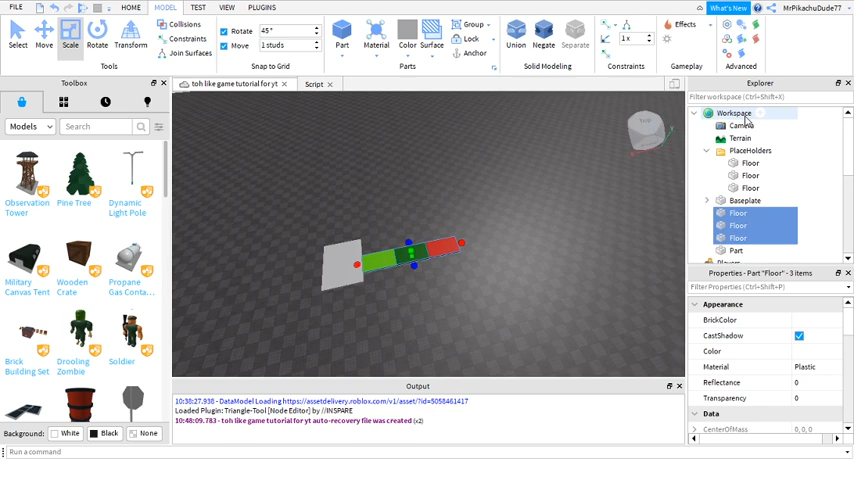 FILE HOME MODEL TEST VIEW PLUGINS What's New MrPikachuDude77
Select Move Scale Rotate Transform
Collisions
Constraints
Join Surfaces
Tools
Rotate 45°
Move 1 studs
Snap to Grid
Part Material Color Surface
Group
Lock
Anchor
Parts
Union Negate Separate
Solid Modeling
1 x
Constraints
Effects
Gameplay
Advanced
Toolbox
toh like game tutorial for yt Script
Models Search
Observation Tower
Pine Tree
Dynamic Light Pole
Military Canvas Tent
Wooden Crate
Propane Gas Conta...
Brick Building Set
Drooling Zombie
Soldier
Background: White Black None
Run a command
Output
10:38:27.938 - DataModel Loading https://assetdelivery.roblox.com/v1/asset/?id=5058461417
Loaded Plugin: Triangle-Tool [Node Editor] by //INSPARE
10:48:09.783 - toh like game tutorial for yt auto-recovery file was created (x2)
Explorer
Filter workspace (Ctrl+Shift+X)
Workspace
Camera
Terrain
PlaceHolders
Floor
Floor
Floor
Baseplate
Floor
Floor
Floor
Part
Players
Properties - Part "Floor" - 3 items
Filter Properties (Ctrl+Shift+P)
Appearance
BrickColor
CastShadow
Color
Material Plastic
Reflectance 0
Transparency 0
Data
CenterOfMass 0, 0, 0